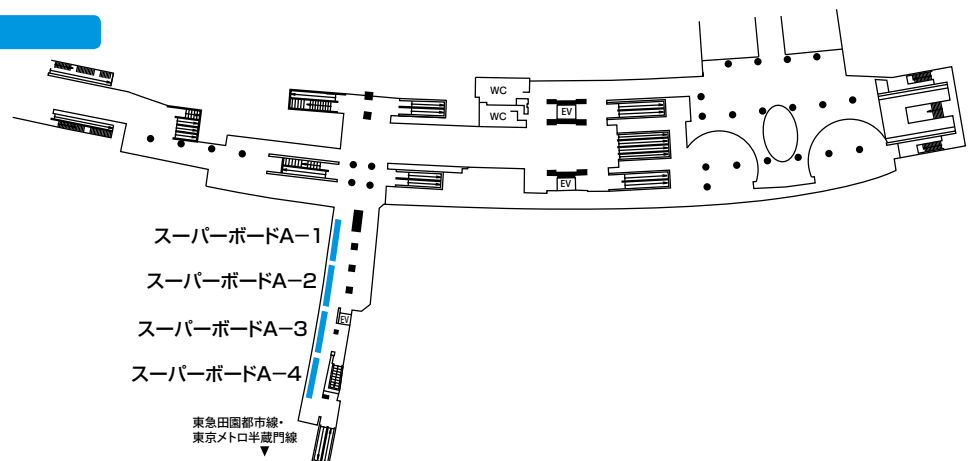 WC
WC
EV
EV
スーパーボードA−1
スーパーボードA−2
スーパーボードA−3
EV
スーパーボードA−4
東急田園都市線・
東京メトロ半蔵門線
▼